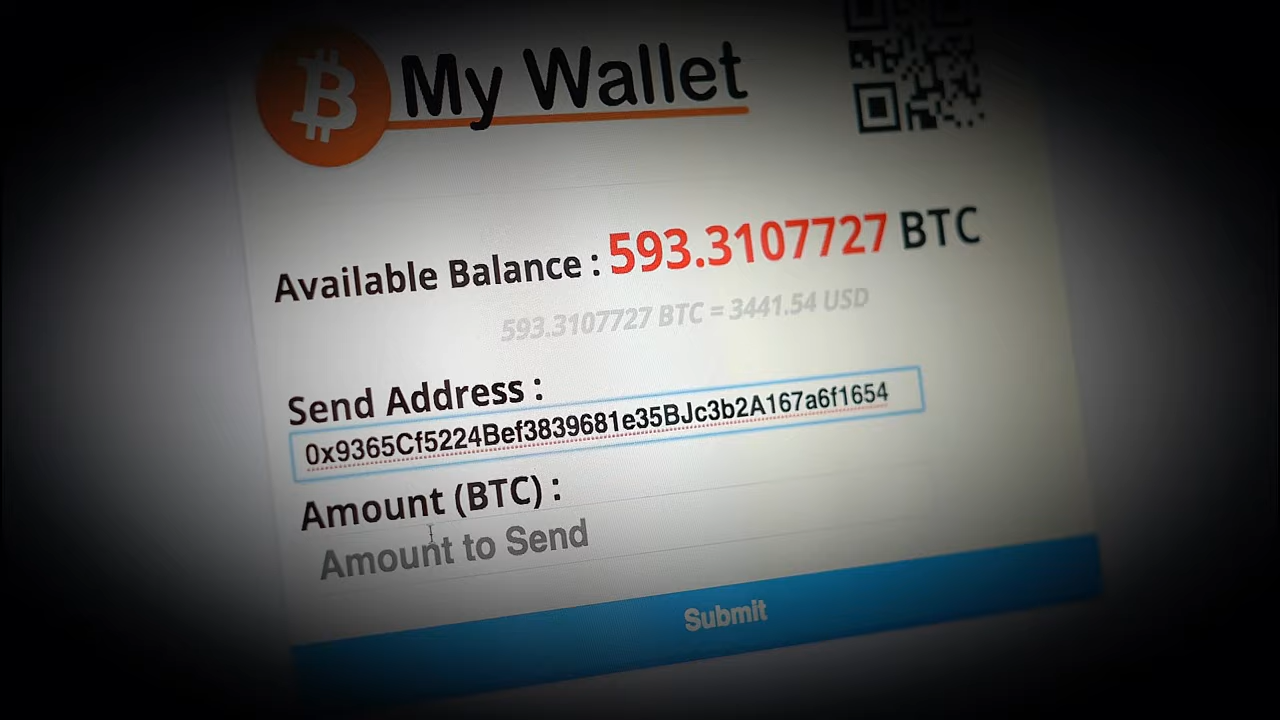 My Wallet
Available Balance : 593.3107727 BTC
593.3107727 BTC = 3441.54 USD
Send Address :
0x9365Cf5224Bef3839681e35BJc3b2A167a6f1654
Amount (BTC) :
Amount to Send
Submit